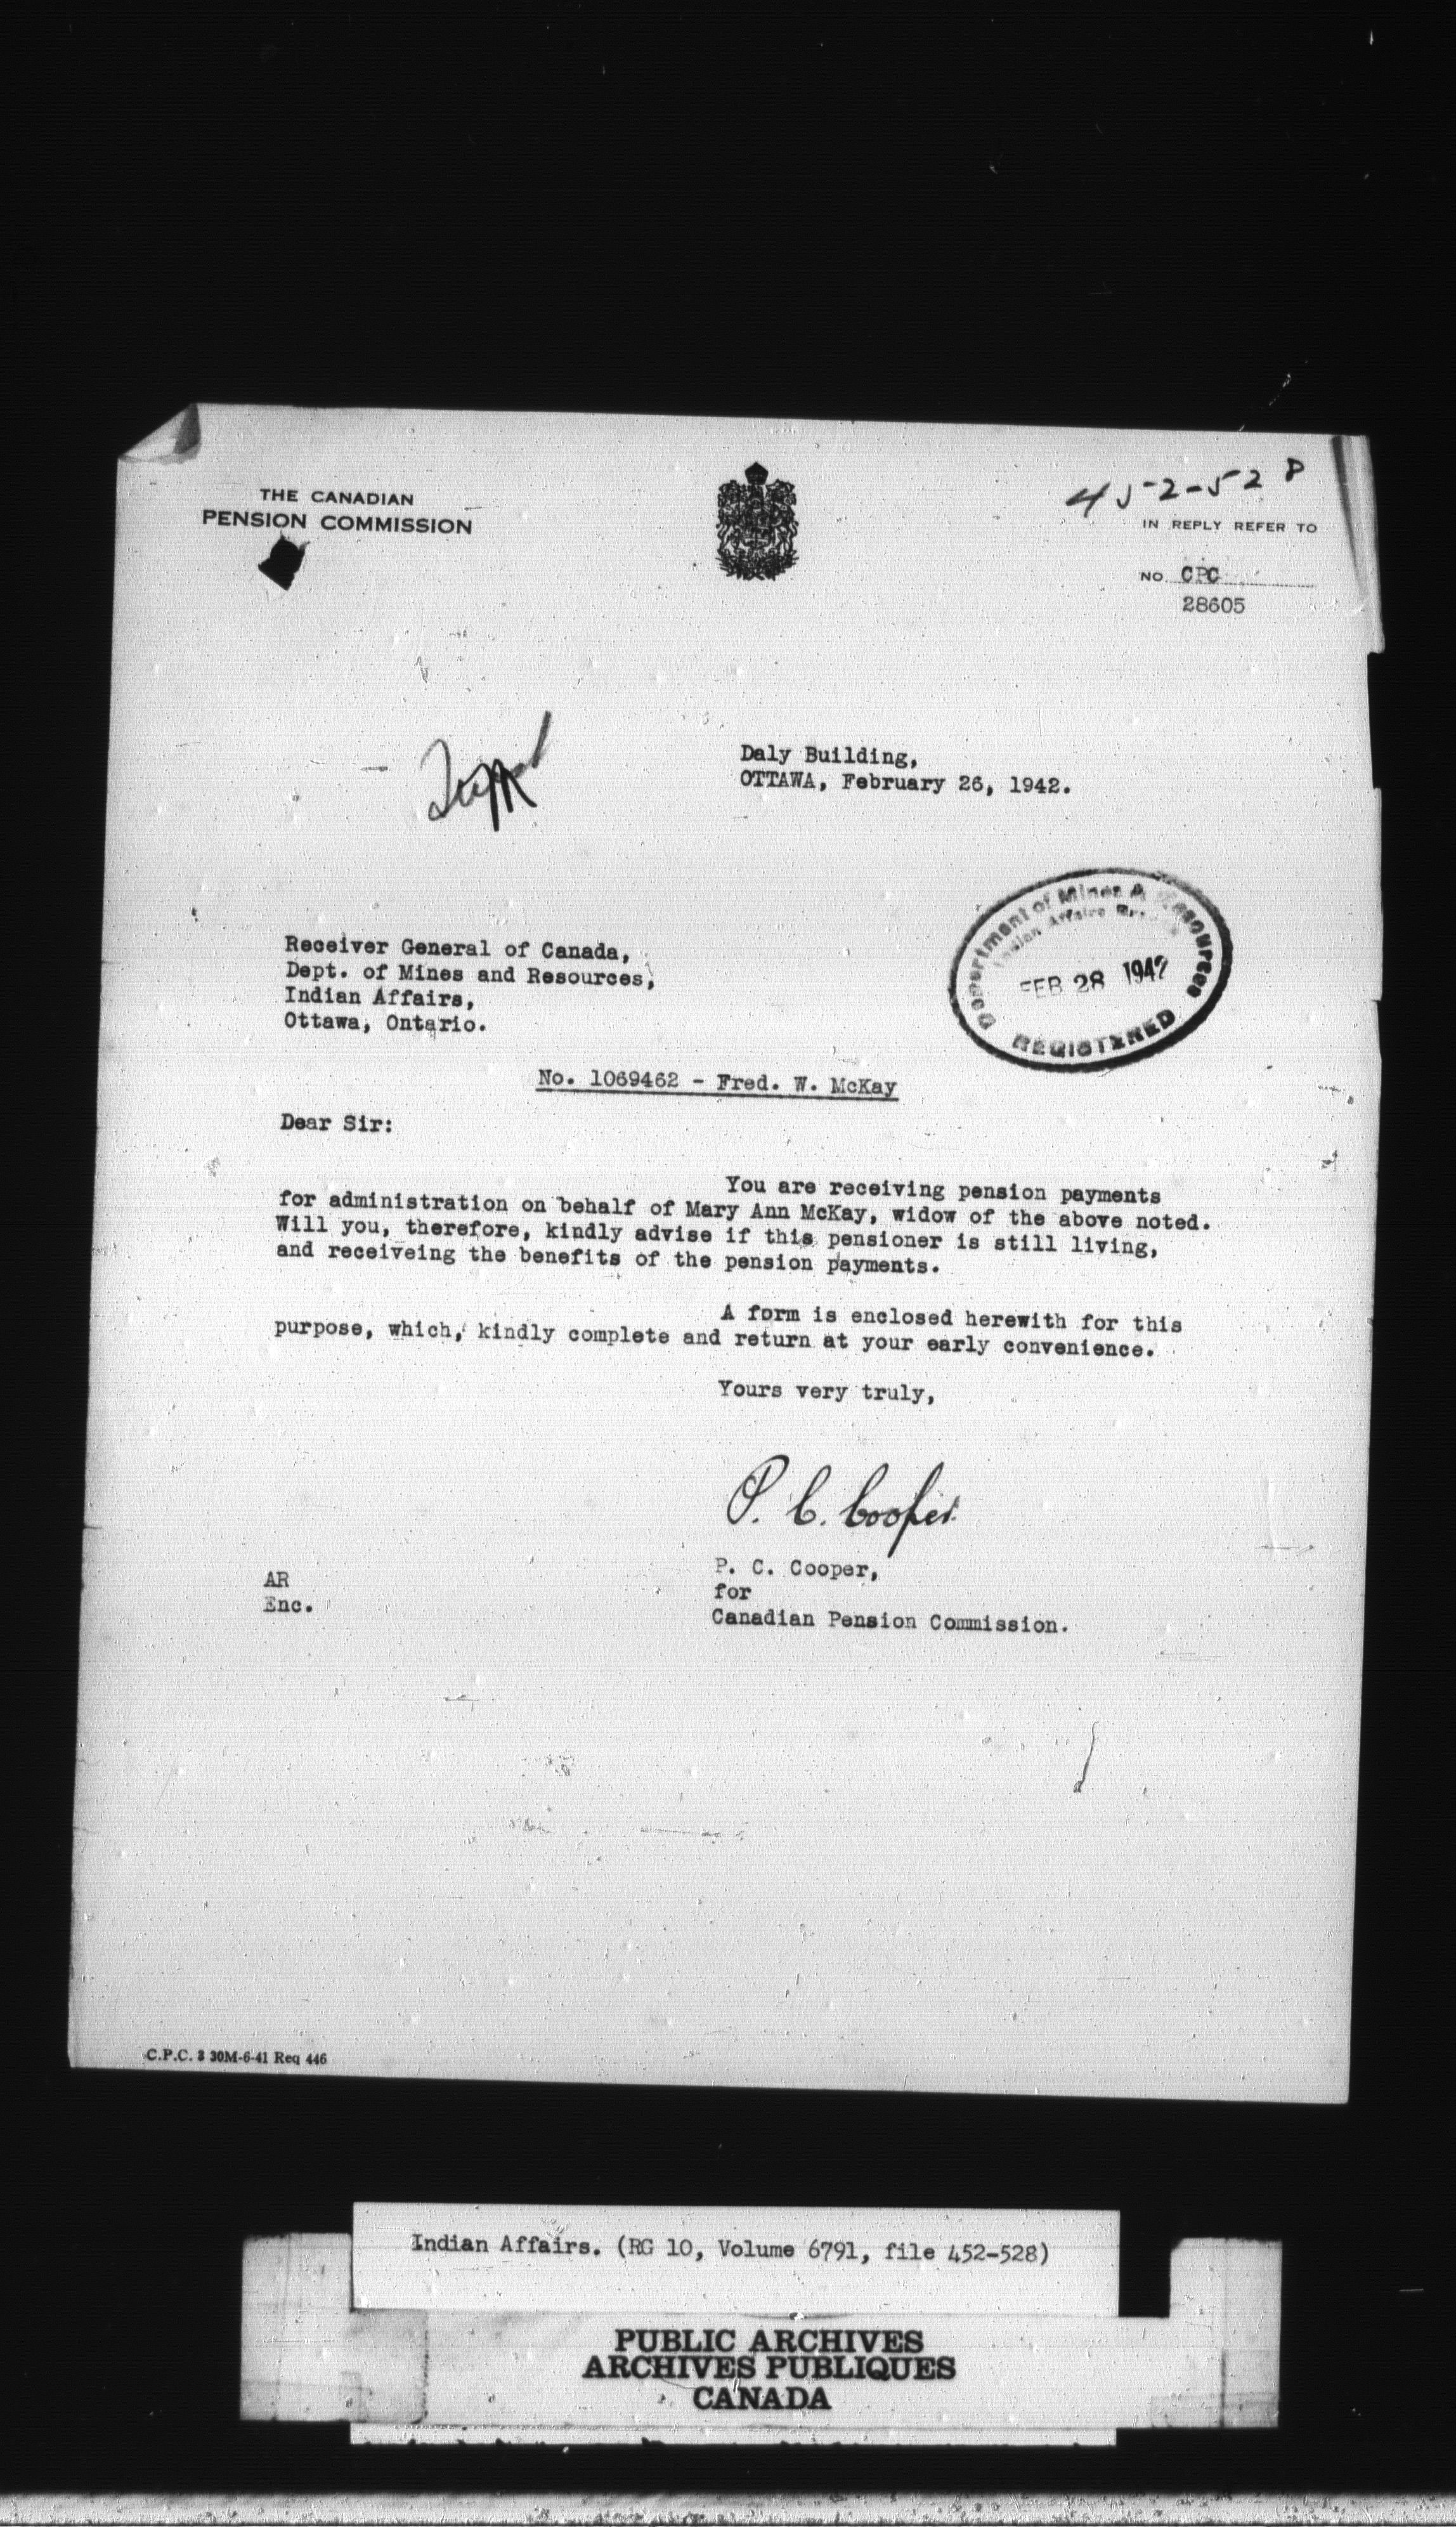 THE CANADIAN
PENSION COMMISSION
452-528
IN REPLY REFER TO
NO. CPC
28605
Daly Building,
OTTAWA, February 26, 1942.
Department of Mines & Resources
Indian Affairs
FEB 28 1942
REGISTERED
Receiver General of Canada,
Dept. of Mines and Resources,
Indian Affairs,
Ottawa, Ontario.
No. 1069462 - Fred. W. McKay
Dear Sir:
You are receiving pension payments
for administration on behalf of Mary Ann McKay, widow of the above noted.
Will you, therefore, kindly advise if this pensioner is still living,
and receiveing the benefits of the pension payments.
A form is enclosed herewith for this
purpose, which, kindly complete and return at your early convenience.
Yours very truly,
P. C. Cooper
P. C. Cooper,
for
Canadian Pension Commission.
AR
Enc.
C.P.C. 3 30M-6-41 Req 446
Indian Affairs. (RG 10, Volume 6791, file 452-528)
PUBLIC ARCHIVES
ARCHIVES PUBLIQUES
CANADA